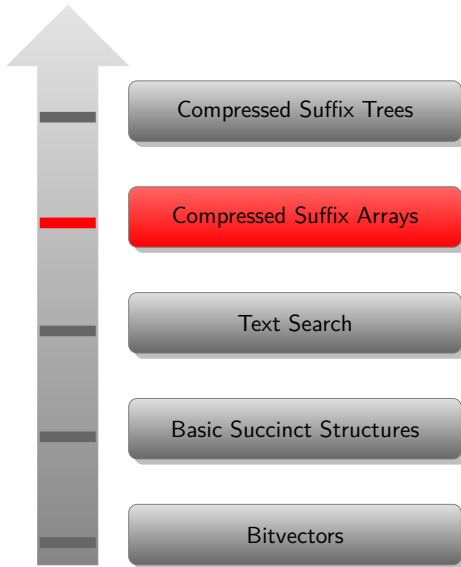 Compressed Suffix Trees
Compressed Suffix Arrays
Text Search
Basic Succinct Structures
Bitvectors